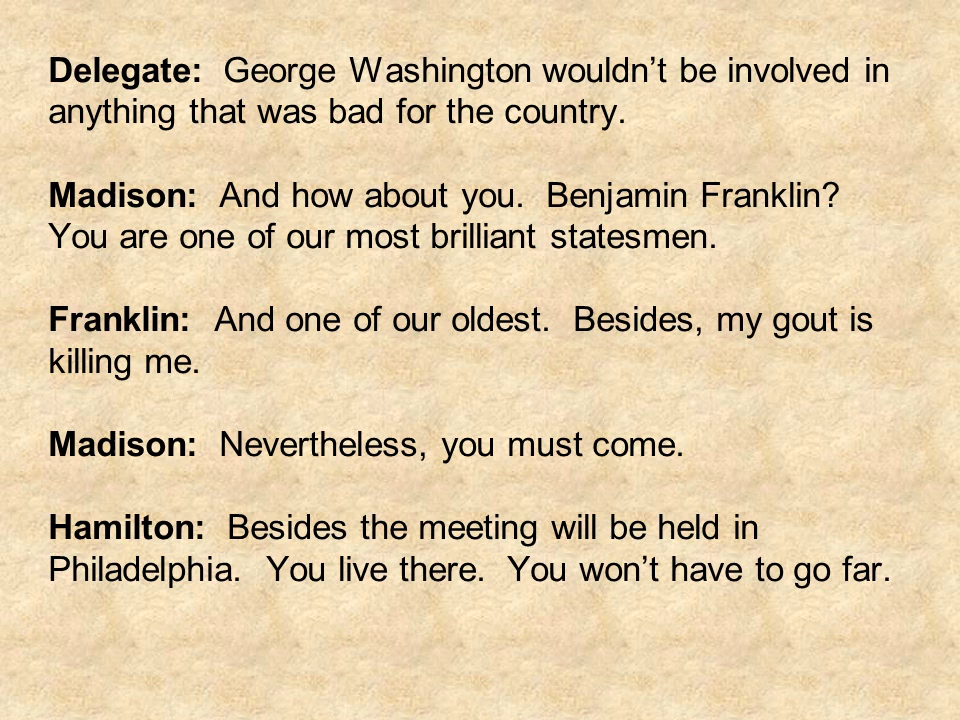 Delegate: George Washington wouldn’t be involved in
anything that was bad for the country.
Madison: And how about you. Benjamin Franklin?
You are one of our most brilliant statesmen.
Franklin: And one of our oldest. Besides, my gout is
killing me.
Madison: Nevertheless, you must come.
Hamilton: Besides the meeting will be held in
Philadelphia. You live there. You won’t have to go far.